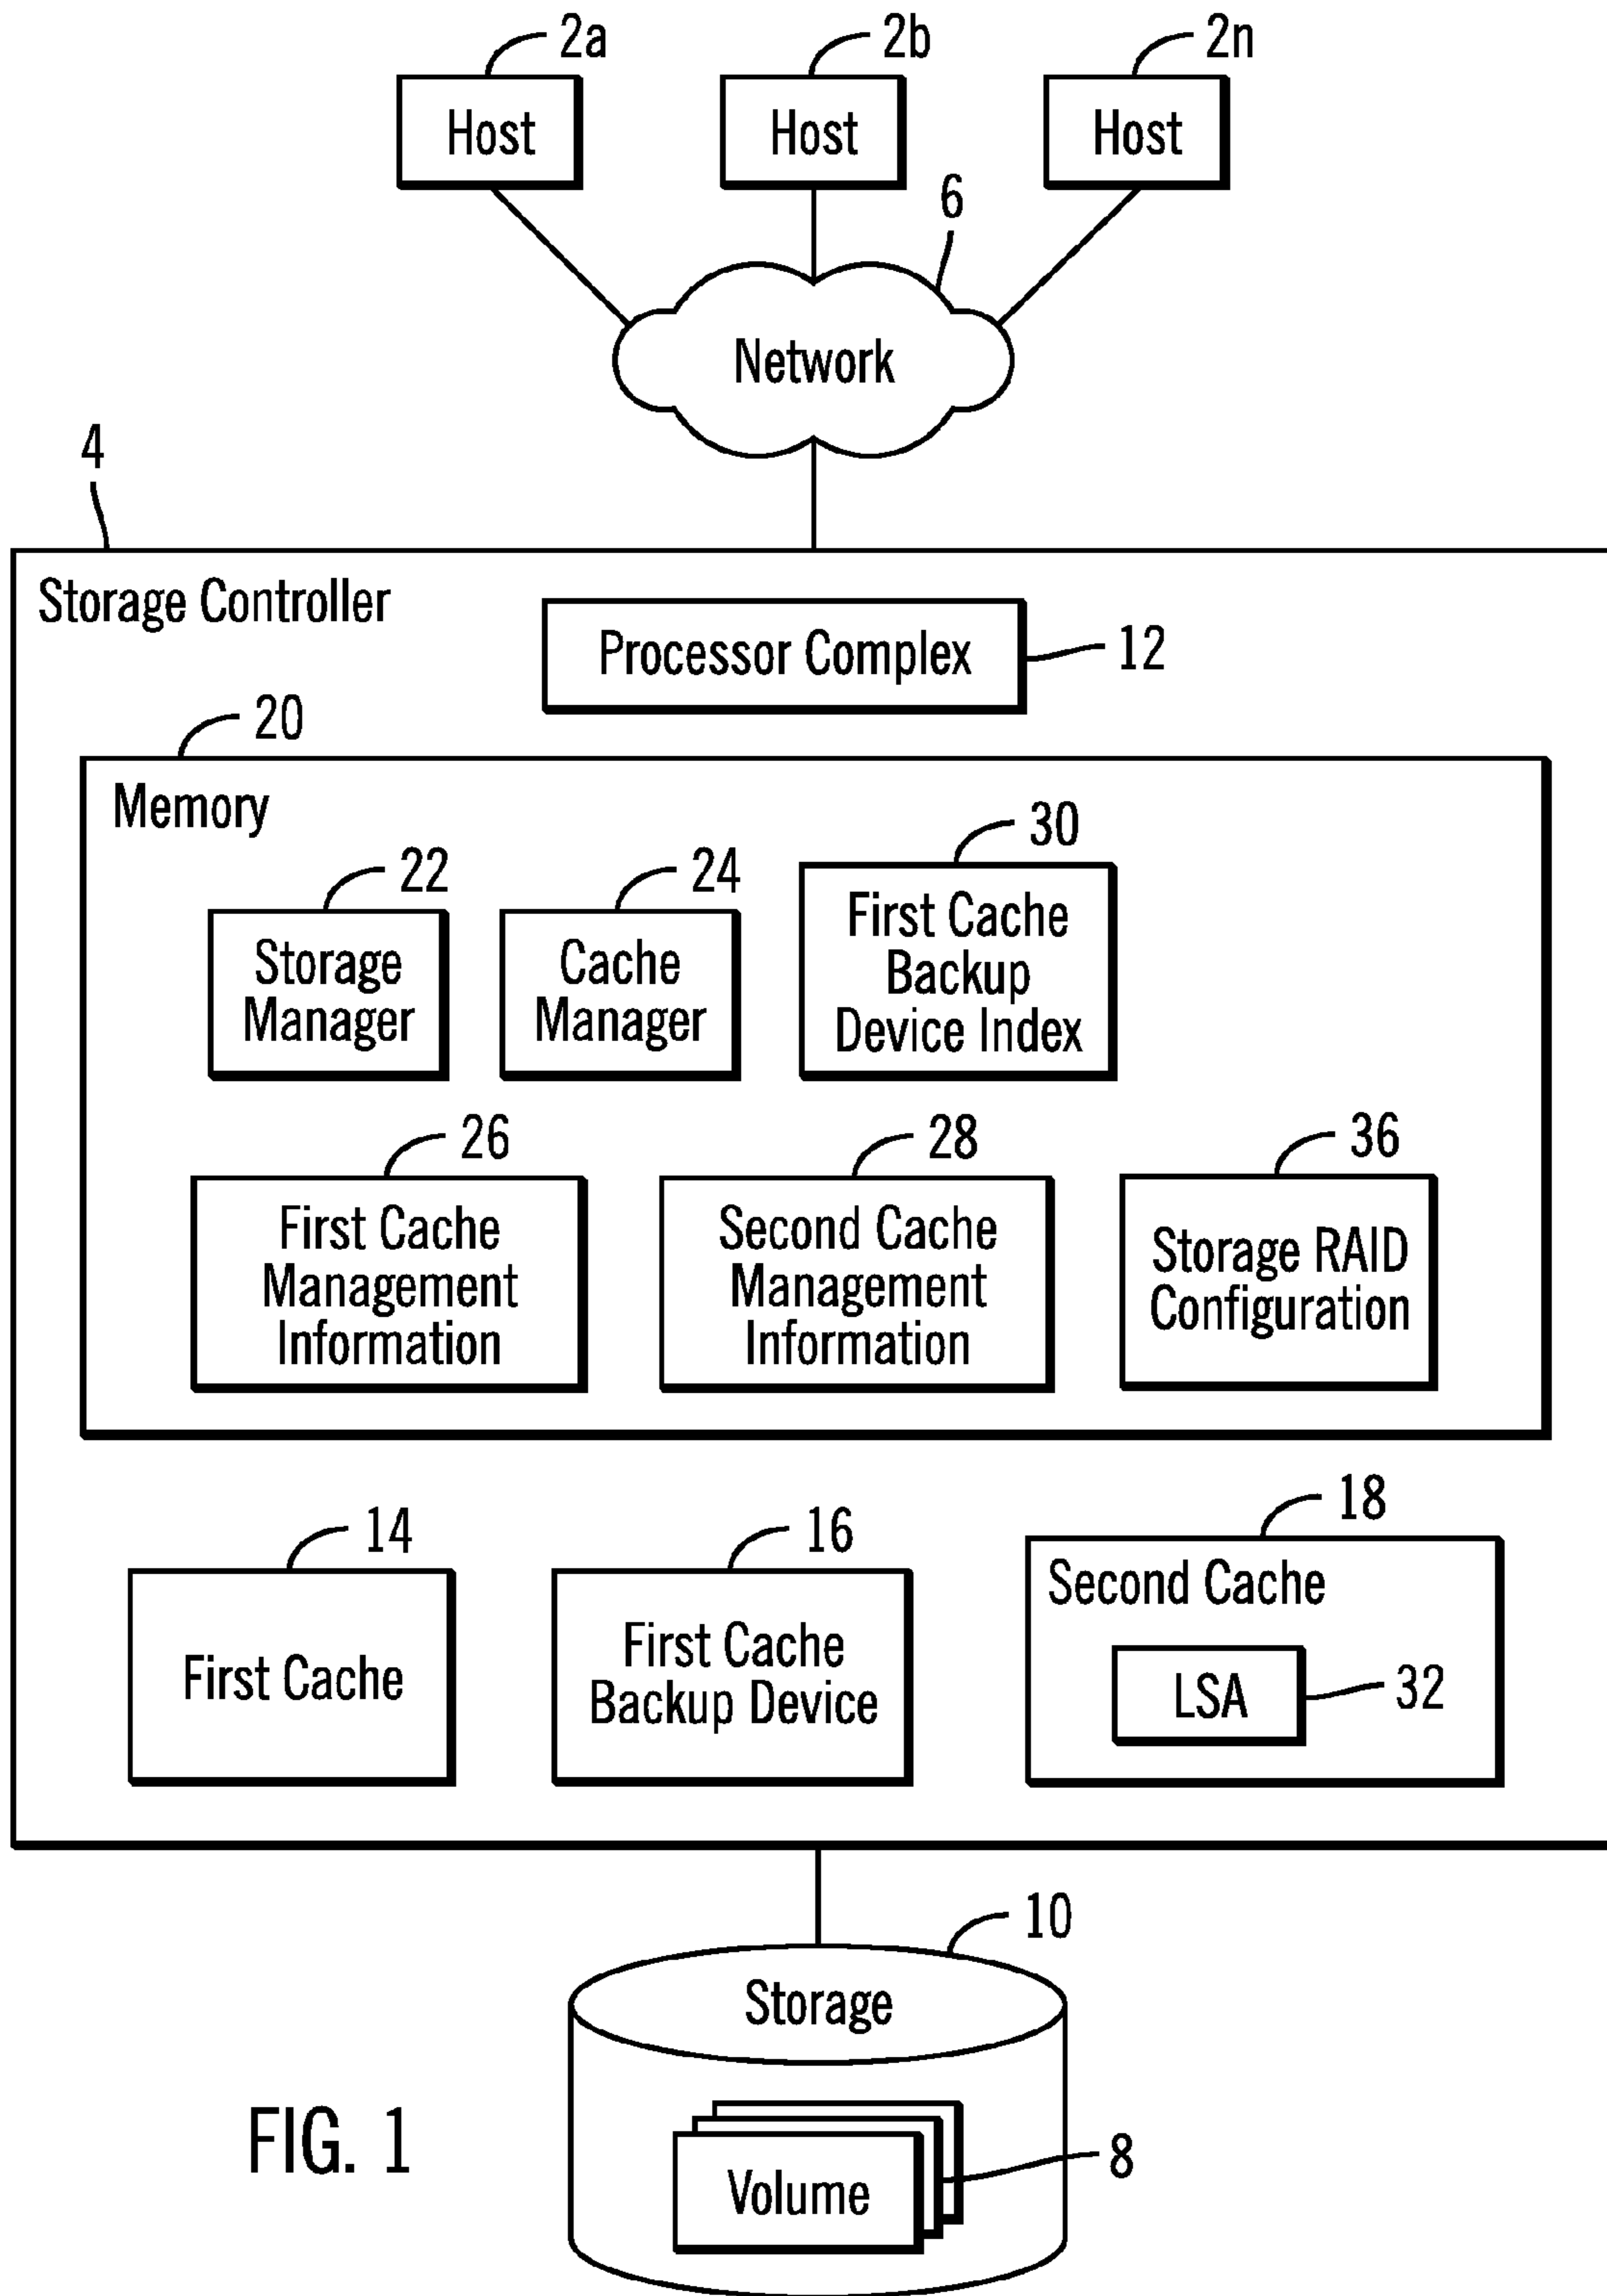 2a
2b
2n
Host
Host
Host
6
Network
4
Storage Controller
Processor Complex
12
20
Memory
22
24
30
Storage
Manager
Cache
Manager
First Cache
Backup
Device Index
26
28
36
First Cache
Management
Information
Second Cache
Management
Information
Storage RAID
Configuration
14
16
18
First Cache
First Cache
Backup Device
Second Cache
LSA
32
10
Storage
Volume
8
FIG. 1